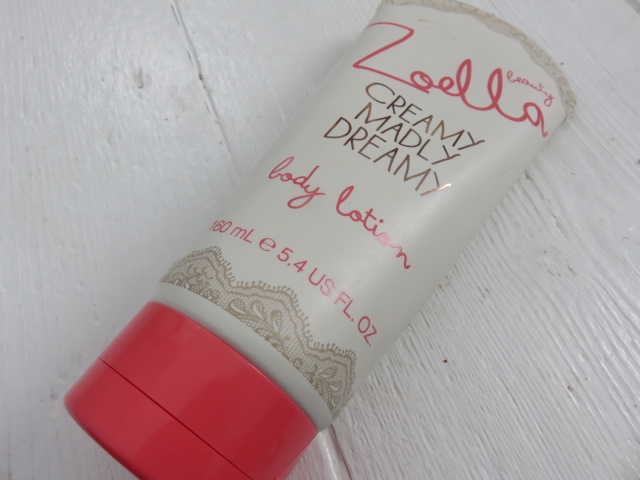 Zoella
beauty
CREAMY
MADLY
DREAMY
body lotion
160 mL e 5.4 US FL.OZ